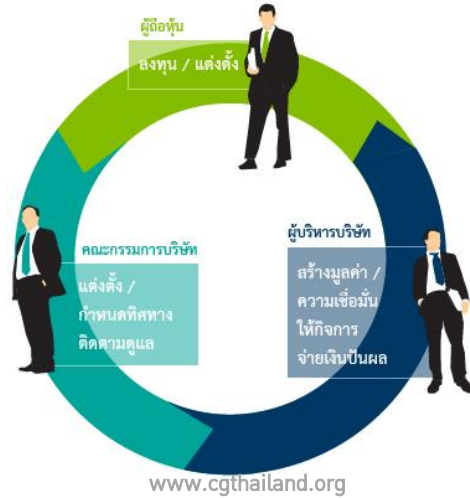 ผู้ถือหุ้น
ลงทุน / แต่งตั้ง
ผู้บริหารบริษัท
สร้างมูลค่า /
ความเชื่อมั่น
ให้กิจการ
จ่ายเงินปันผล
คณะกรรมการบริษัท
แต่งตั้ง /
กำหนดทิศทาง
ติดตามดูแล
www.cgthailand.org